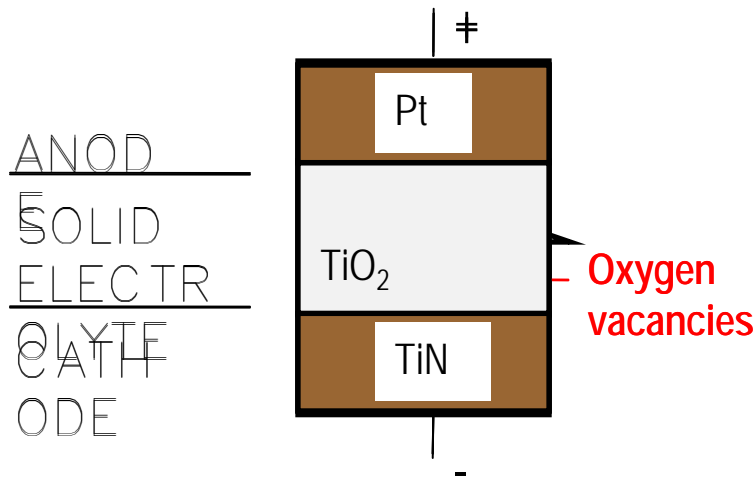 +
Pt
ANOD
E
SOLID
ELECTR
OLYTE
CATH
ODE
TiO₂
Oxygen
vacancies
TiN
-